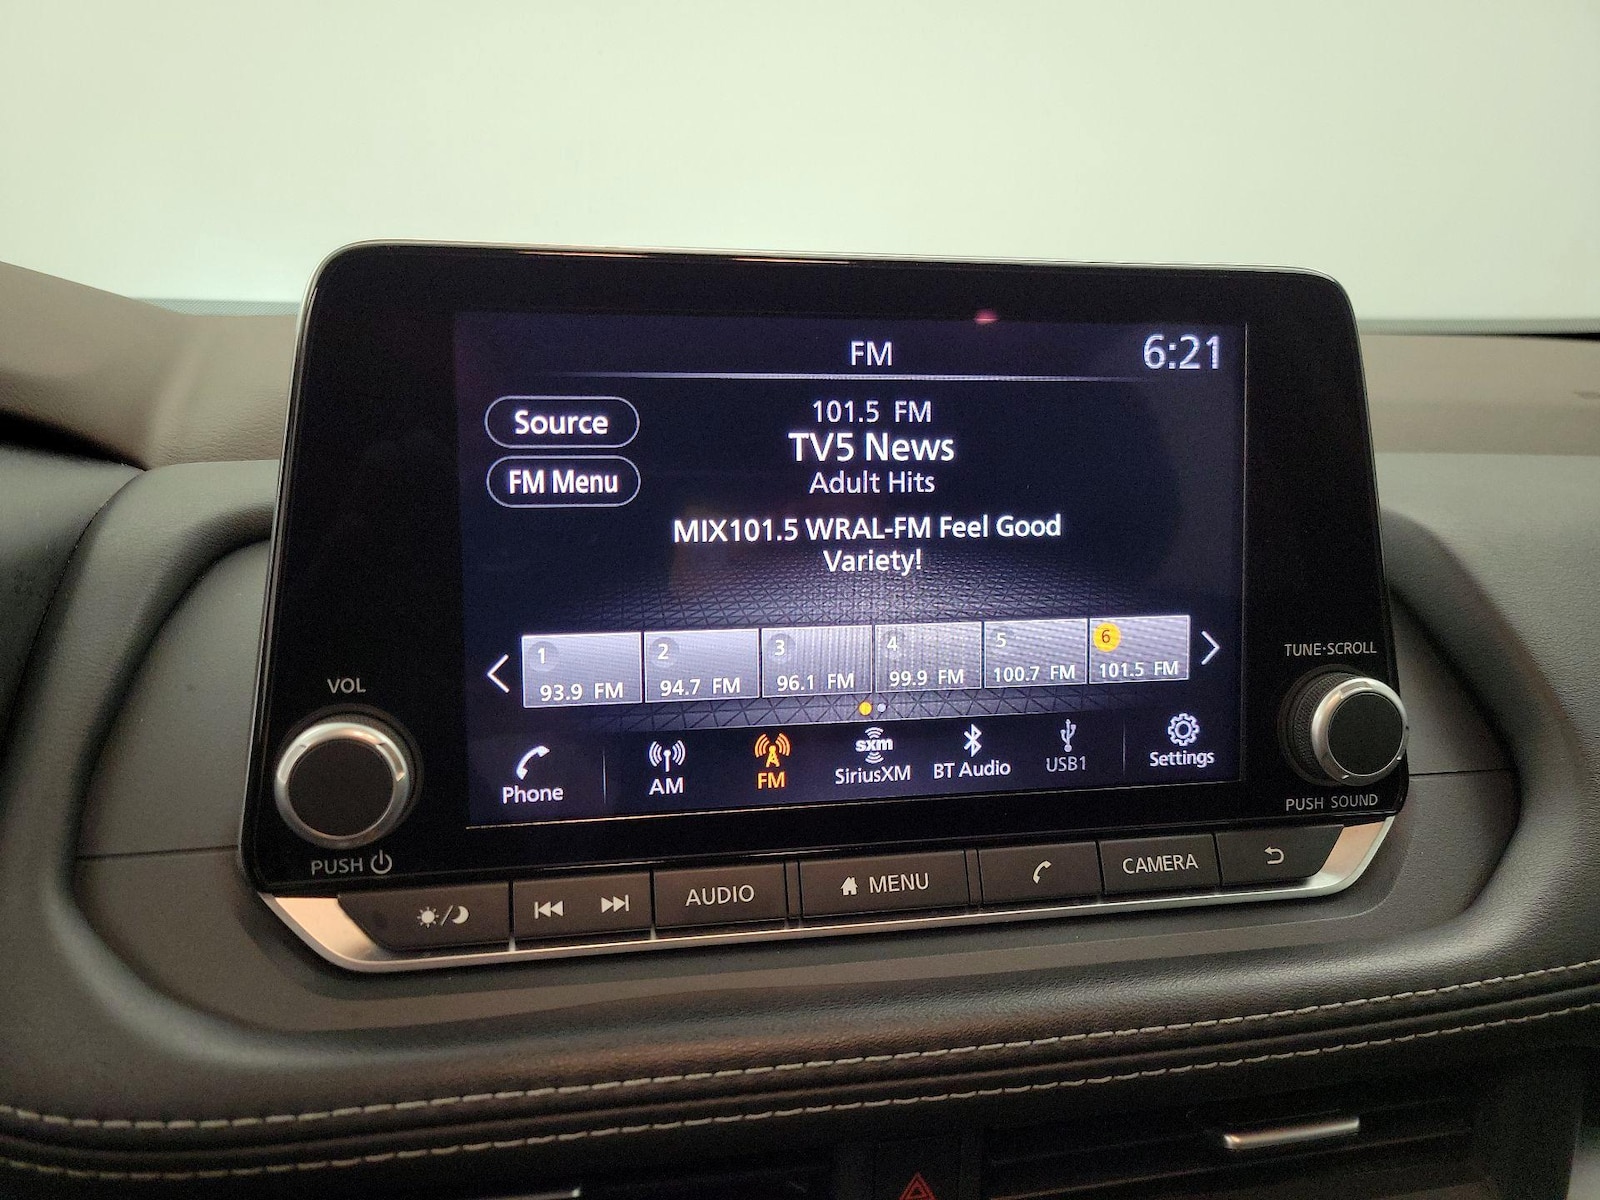 FM
6:21
Source
FM Menu
101.5 FM
TV5 News
Adult Hits
MIX101.5 WRAL-FM Feel Good
Variety!
1
93.9 FM
2
94.7 FM
3
96.1 FM
4
99.9 FM
5
100.7 FM
6
101.5 FM
Phone
AM
FM
sxm
SiriusXM
BT Audio
USB1
Settings
VOL
PUSH
TUNE·SCROLL
PUSH SOUND
AUDIO
MENU
CAMERA